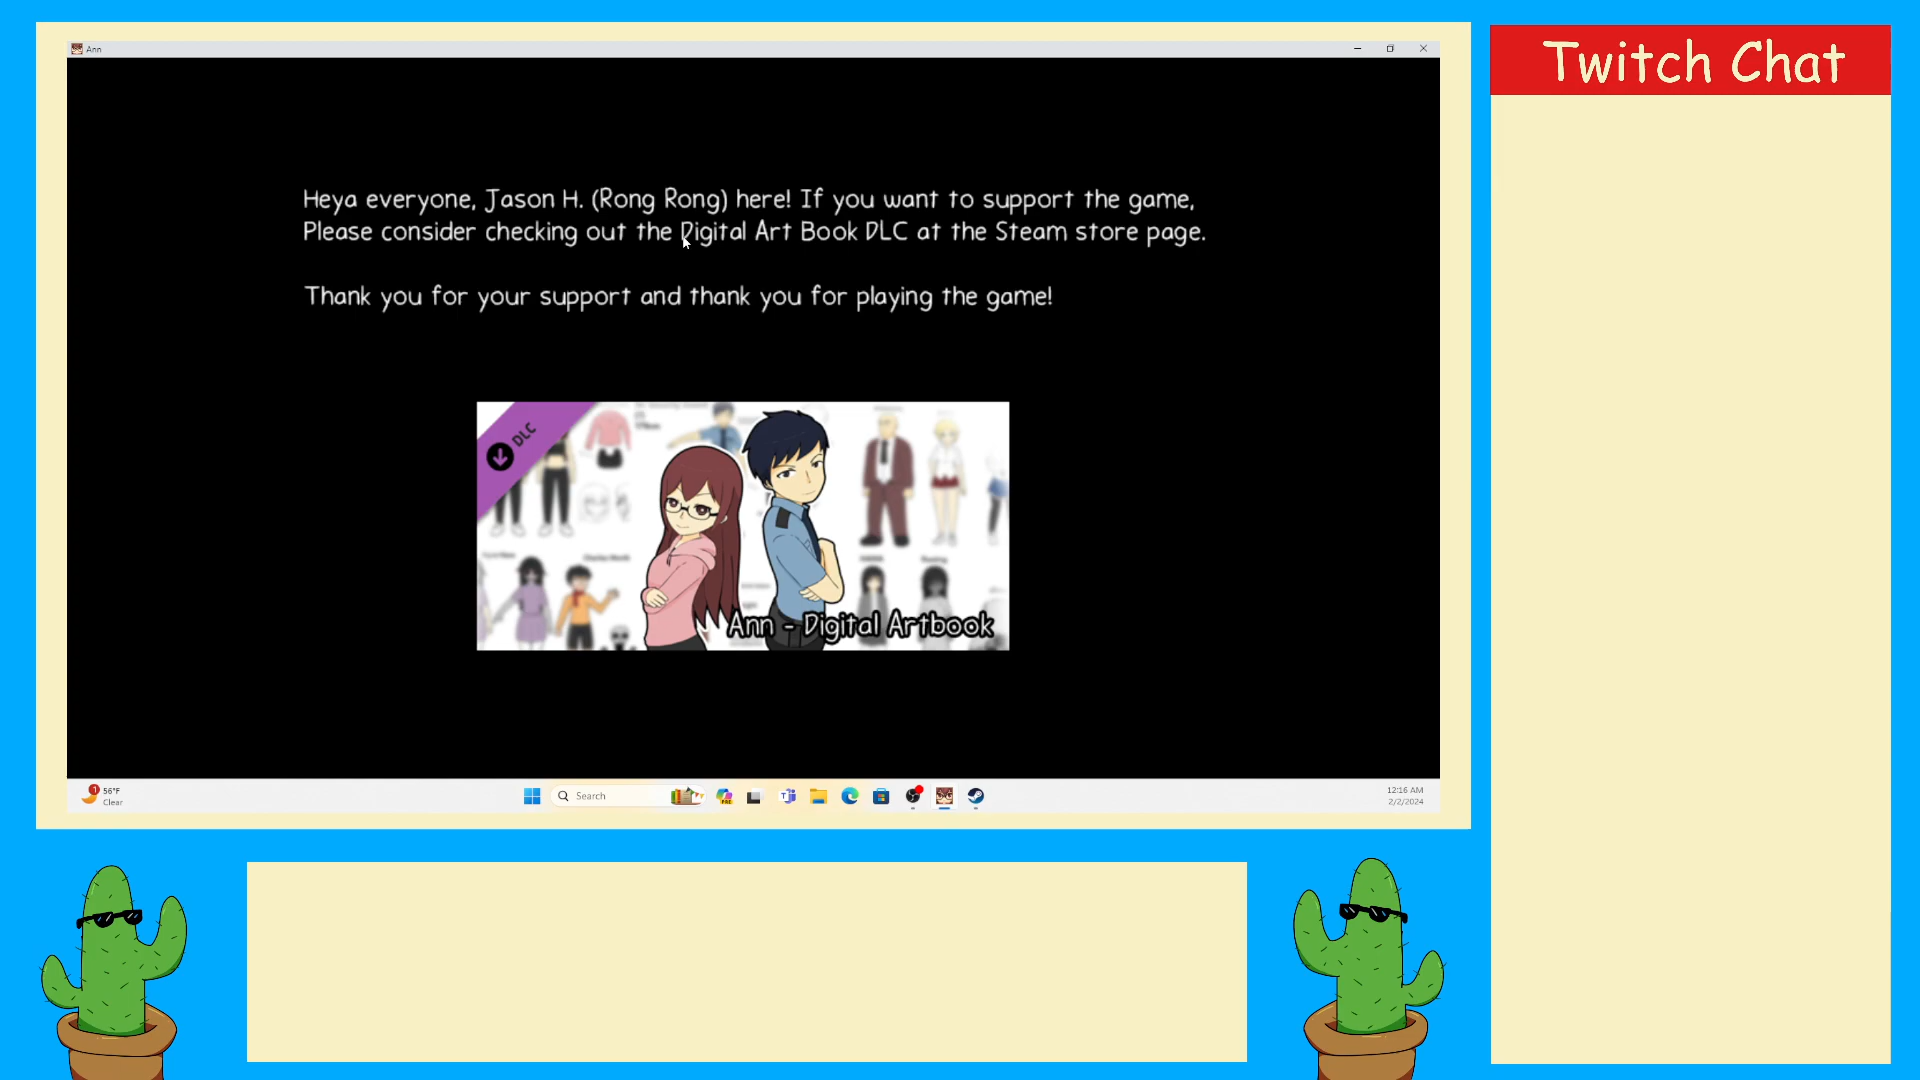 Ann
Twitch Chat
Heya everyone, Jason H. (Rong Rong) here! If you want to support the game,
Please consider checking out the Digital Art Book DLC at the Steam store page.
Thank you for your support and thank you for playing the game!
DLC
Ann - Digital Artbook
1
56°F
Clear
Search
PRE
12:16 AM
2/2/2024